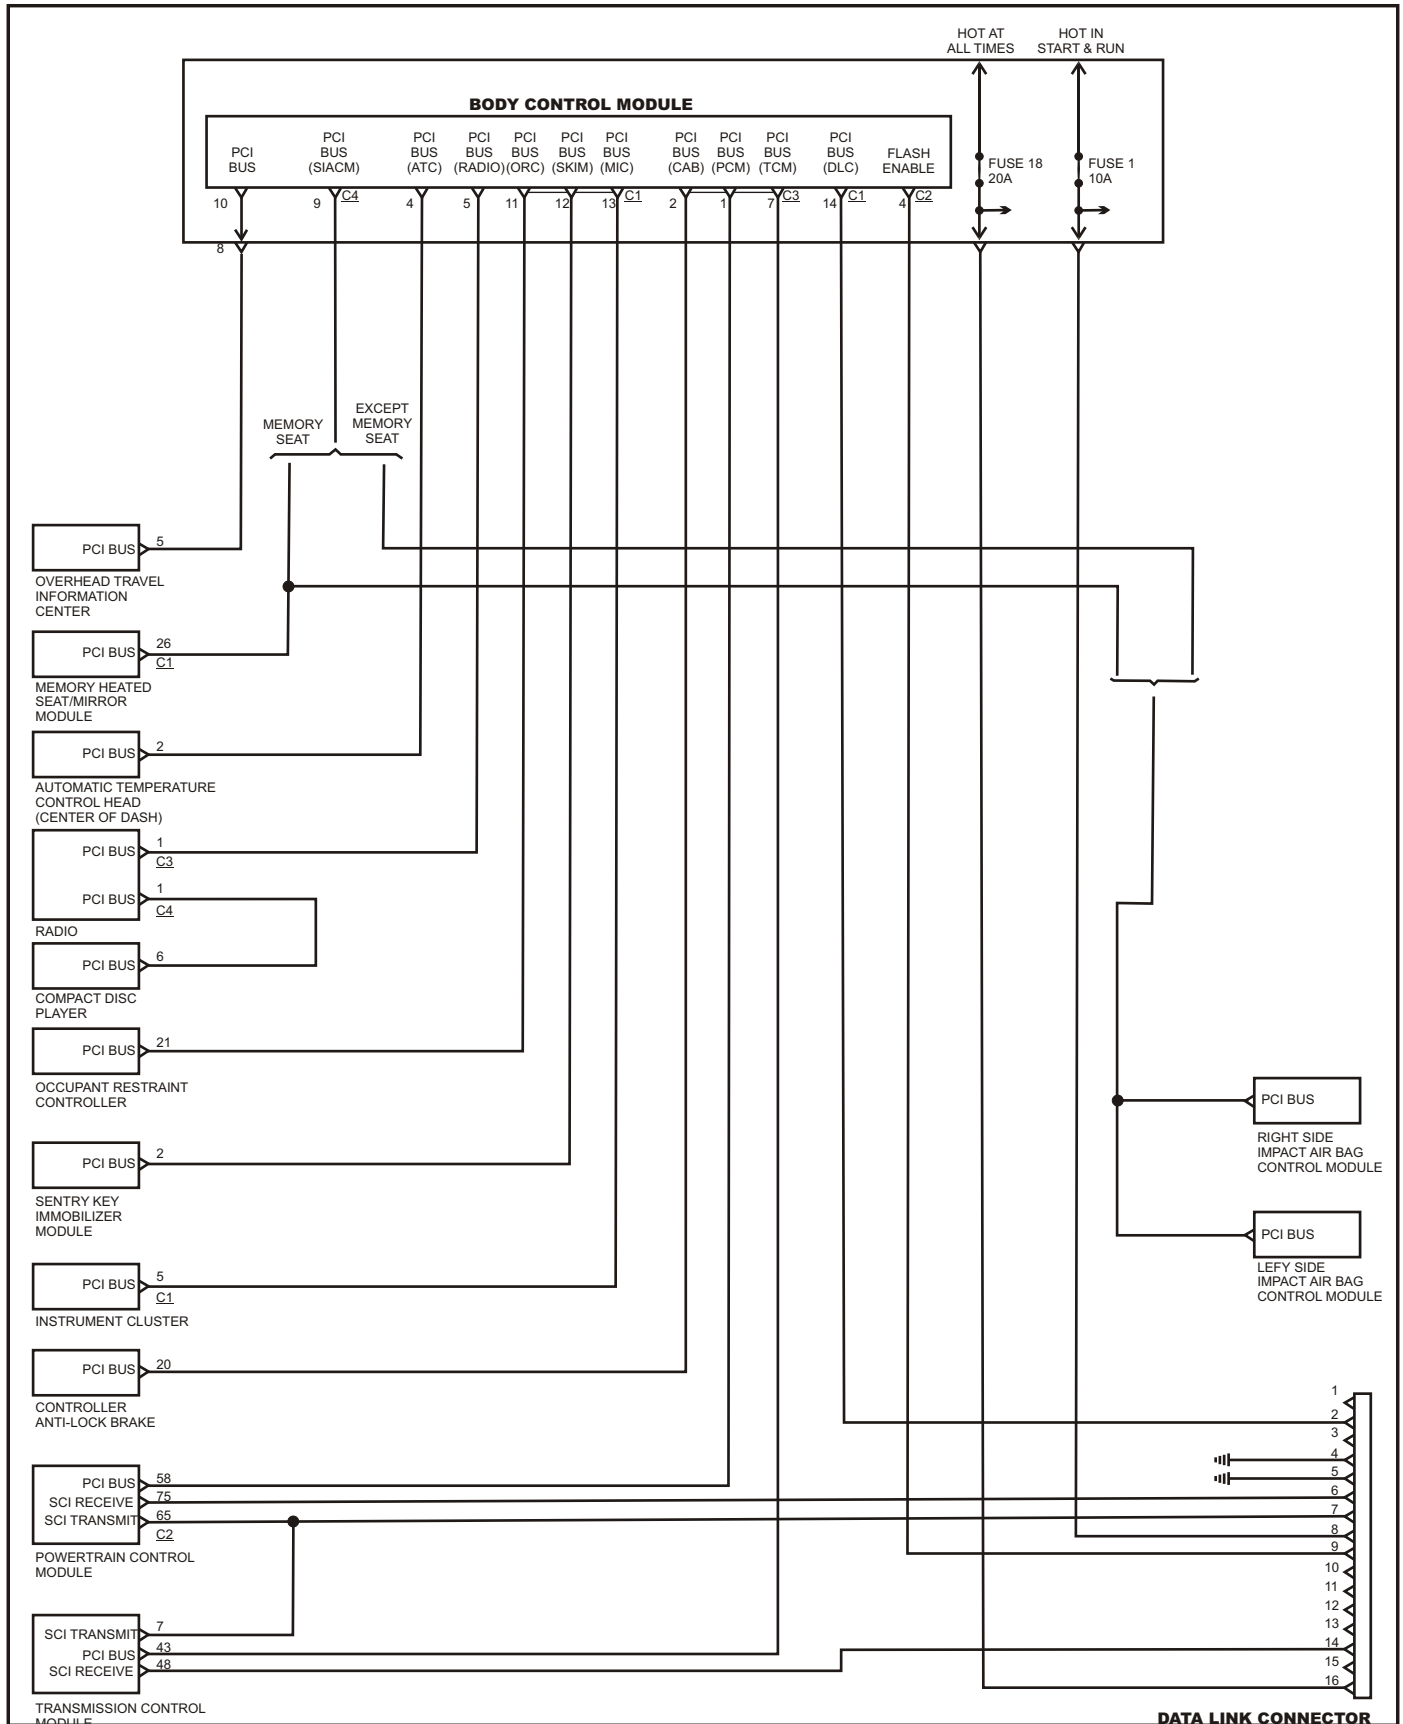 HOT AT
ALL TIMES
HOT IN
START & RUN
BODY CONTROL MODULE
PCI
BUS
PCI
BUS
(SIACM)
PCI
BUS
(ATC)
PCI
BUS
(RADIO)
PCI
BUS
(ORC)
PCI
BUS
(SKIM)
PCI
BUS
(MIC)
PCI
BUS
(CAB)
PCI
BUS
(PCM)
PCI
BUS
(TCM)
PCI
BUS
(DLC)
FLASH
ENABLE
FUSE 18
20A
FUSE 1
10A
10
9
C4
4
5
11
12
13
C1
2
1
7
C3
14
C1
4
C2
8
MEMORY
SEAT
EXCEPT
MEMORY
SEAT
PCI BUS
5
OVERHEAD TRAVEL
INFORMATION
CENTER
PCI BUS
26
C1
MEMORY HEATED
SEAT/MIRROR
MODULE
PCI BUS
2
AUTOMATIC TEMPERATURE
CONTROL HEAD
(CENTER OF DASH)
PCI BUS
1
C3
PCI BUS
1
C4
RADIO
PCI BUS
6
COMPACT DISC
PLAYER
PCI BUS
21
OCCUPANT RESTRAINT
CONTROLLER
PCI BUS
2
SENTRY KEY
IMMOBILIZER
MODULE
PCI BUS
5
C1
INSTRUMENT CLUSTER
PCI BUS
20
CONTROLLER
ANTI-LOCK BRAKE
PCI BUS
58
SCI RECEIVE
75
SCI TRANSMIT
65
C2
POWERTRAIN CONTROL
MODULE
SCI TRANSMIT
7
PCI BUS
43
SCI RECEIVE
48
TRANSMISSION CONTROL
MODULE
PCI BUS
RIGHT SIDE
IMPACT AIR BAG
CONTROL MODULE
PCI BUS
LEFY SIDE
IMPACT AIR BAG
CONTROL MODULE
1
2
3
4
5
6
7
8
9
10
11
12
13
14
15
16
DATA LINK CONNECTOR